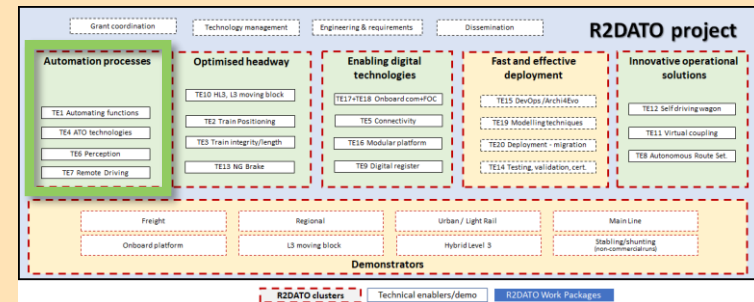 Grant coordination
Technology management
Engineering & requirements
Dissemination
R2DATO project
Automation processes
TE1 Automating functions
TE4 ATO technologies
TE6 Perception
TE7 Remote Driving
Optimised headway
TE10 HL3, L3 moving block
TE2 Train Positioning
TE3 Train integrity/length
TE13 NG Brake
Enabling digital
technologies
TE17+TE18 Onboard com+FOC
TE5 Connectivity
TE16 Modular platform
TE9 Digital register
Fast and effective
deployment
TE15 DevOps /Archi4Evo
TE19 Modelling techniques
TE20 Deployment - migration
TE14 Testing, validation, cert.
Innovative operational
solutions
TE12 Self driving wagon
TE11 Virtual coupling
TE8 Autonomous Route Set.
Freight
Regional
Urban / Light Rail
Main Line
Onboard platform
L3 moving block
Hybrid Level 3
Stabling/shunting
(non-commercial runs)
Demonstrators
R2DATO clusters
Technical enablers/demo
R2DATO Work Packages